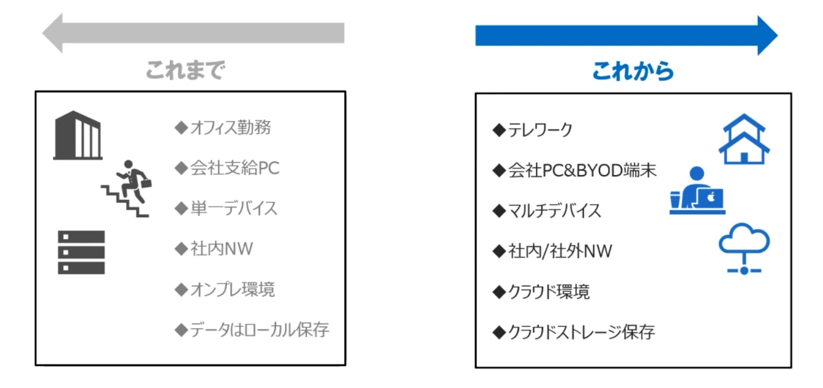 これまで
◆オフィス勤務
◆会社支給PC
◆単一デバイス
◆社内NW
◆オンプレ環境
◆データはローカル保存
これから
◆テレワーク
◆会社PC&BYOD端末
◆マルチデバイス
◆社内/社外NW
◆クラウド環境
◆クラウドストレージ保存